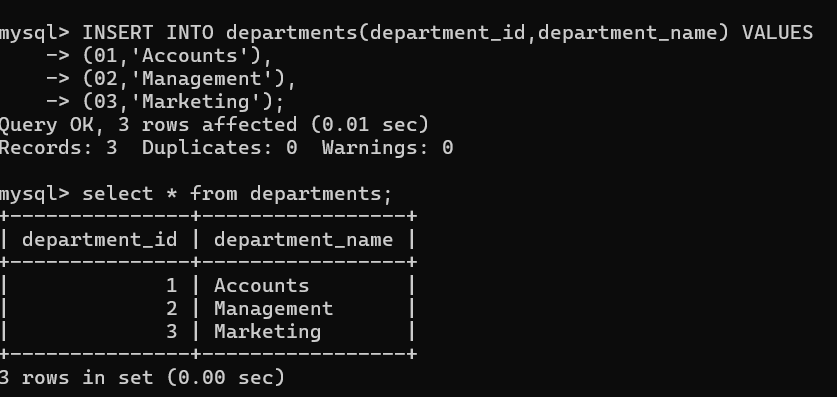 mysql> INSERT INTO departments(department_id,department_name) VALUES
    -> (01,'Accounts'),
    -> (02,'Management'),
    -> (03,'Marketing');
Query OK, 3 rows affected (0.01 sec)
Records: 3  Duplicates: 0  Warnings: 0

mysql> select * from departments;
+---------------+-----------------+
| department_id | department_name |
+---------------+-----------------+
|             1 | Accounts        |
|             2 | Management      |
|             3 | Marketing       |
+---------------+-----------------+
3 rows in set (0.00 sec)